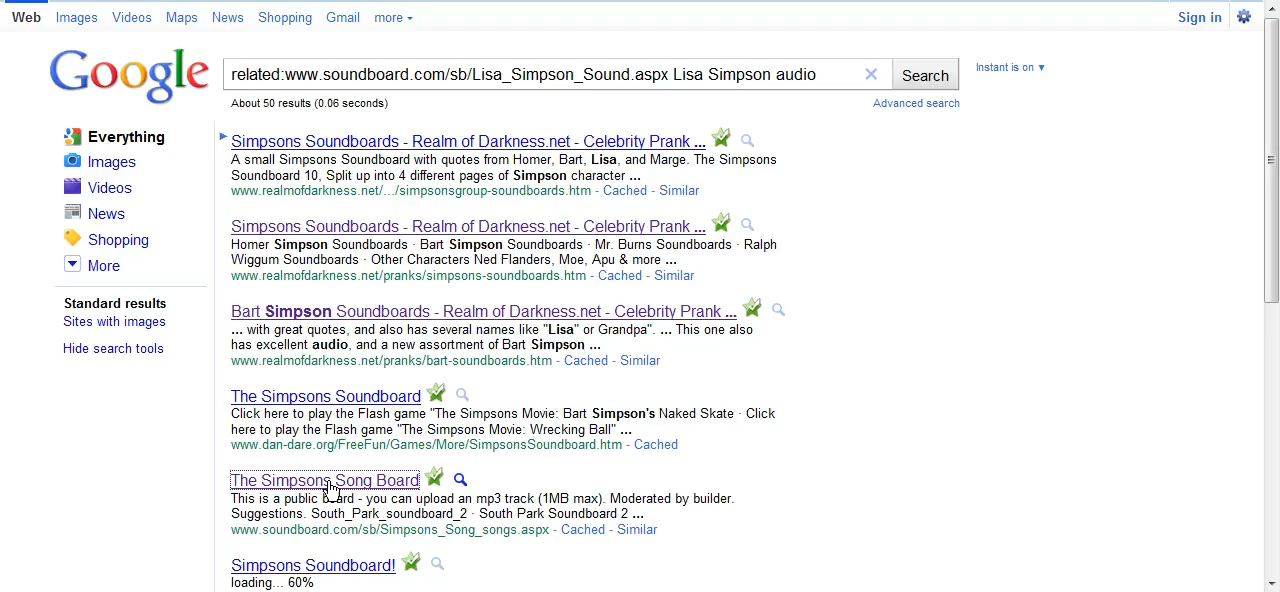 Web Images Videos Maps News Shopping Gmail more Sign in
Google
related:www.soundboard.com/sb/Lisa_Simpson_Sound.aspx Lisa Simpson audio Search Instant is on
About 50 results (0.06 seconds) Advanced search
Everything
Images
Videos
News
Shopping
More
Standard results
Sites with images
Hide search tools
Simpsons Soundboards - Realm of Darkness.net - Celebrity Prank ...
A small Simpsons Soundboard with quotes from Homer, Bart, Lisa, and Marge. The Simpsons
Soundboard 10, Split up into 4 different pages of Simpson character ...
www.realmofdarkness.net/.../simpsonsgroup-soundboards.htm - Cached - Similar
Simpsons Soundboards - Realm of Darkness.net - Celebrity Prank ...
Homer Simpson Soundboards · Bart Simpson Soundboards · Mr. Burns Soundboards · Ralph
Wiggum Soundboards · Other Characters Ned Flanders, Moe, Apu & more ...
www.realmofdarkness.net/pranks/simpsons-soundboards.htm - Cached - Similar
Bart Simpson Soundboards - Realm of Darkness.net - Celebrity Prank ...
... with great quotes, and also has several names like "Lisa" or Grandpa". ... This one also
has excellent audio, and a new assortment of Bart Simpson ...
www.realmofdarkness.net/pranks/bart-soundboards.htm - Cached - Similar
The Simpsons Soundboard
Click here to play the Flash game "The Simpsons Movie: Bart Simpson's Naked Skate · Click
here to play the Flash game "The Simpsons Movie: Wrecking Ball" ...
www.dan-dare.org/FreeFun/Games/More/SimpsonsSoundboard.htm - Cached
The Simpsons Song Board
This is a public board - you can upload an mp3 track (1MB max). Moderated by builder.
Suggestions. South_Park_soundboard_2 · South Park Soundboard 2 ...
www.soundboard.com/sb/Simpsons_Song_songs.aspx - Cached - Similar
Simpsons Soundboard!
loading... 60%